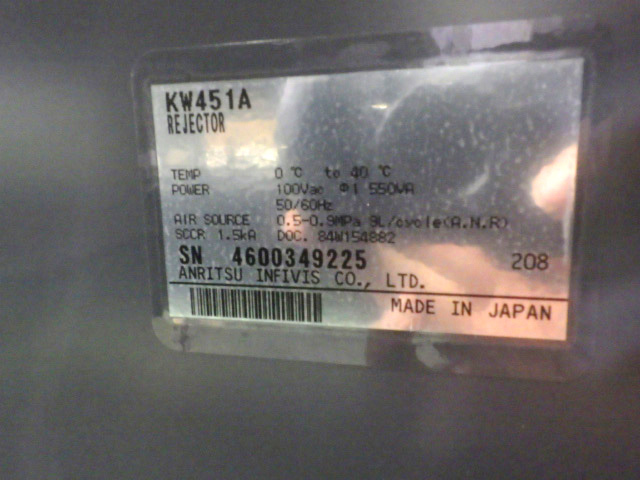 KW451A
REJECTOR
TEMP 0 ℃ to 40 ℃
POWER 100Vac Φ1 550VA
50/60Hz
AIR SOURCE 0.5-0.9MPa 9L/cycle(A.N.R)
SCCR 1.5kA DOC. 84W154882
SN 4600349225 208
ANRITSU INFIVIS CO., LTD.
MADE IN JAPAN